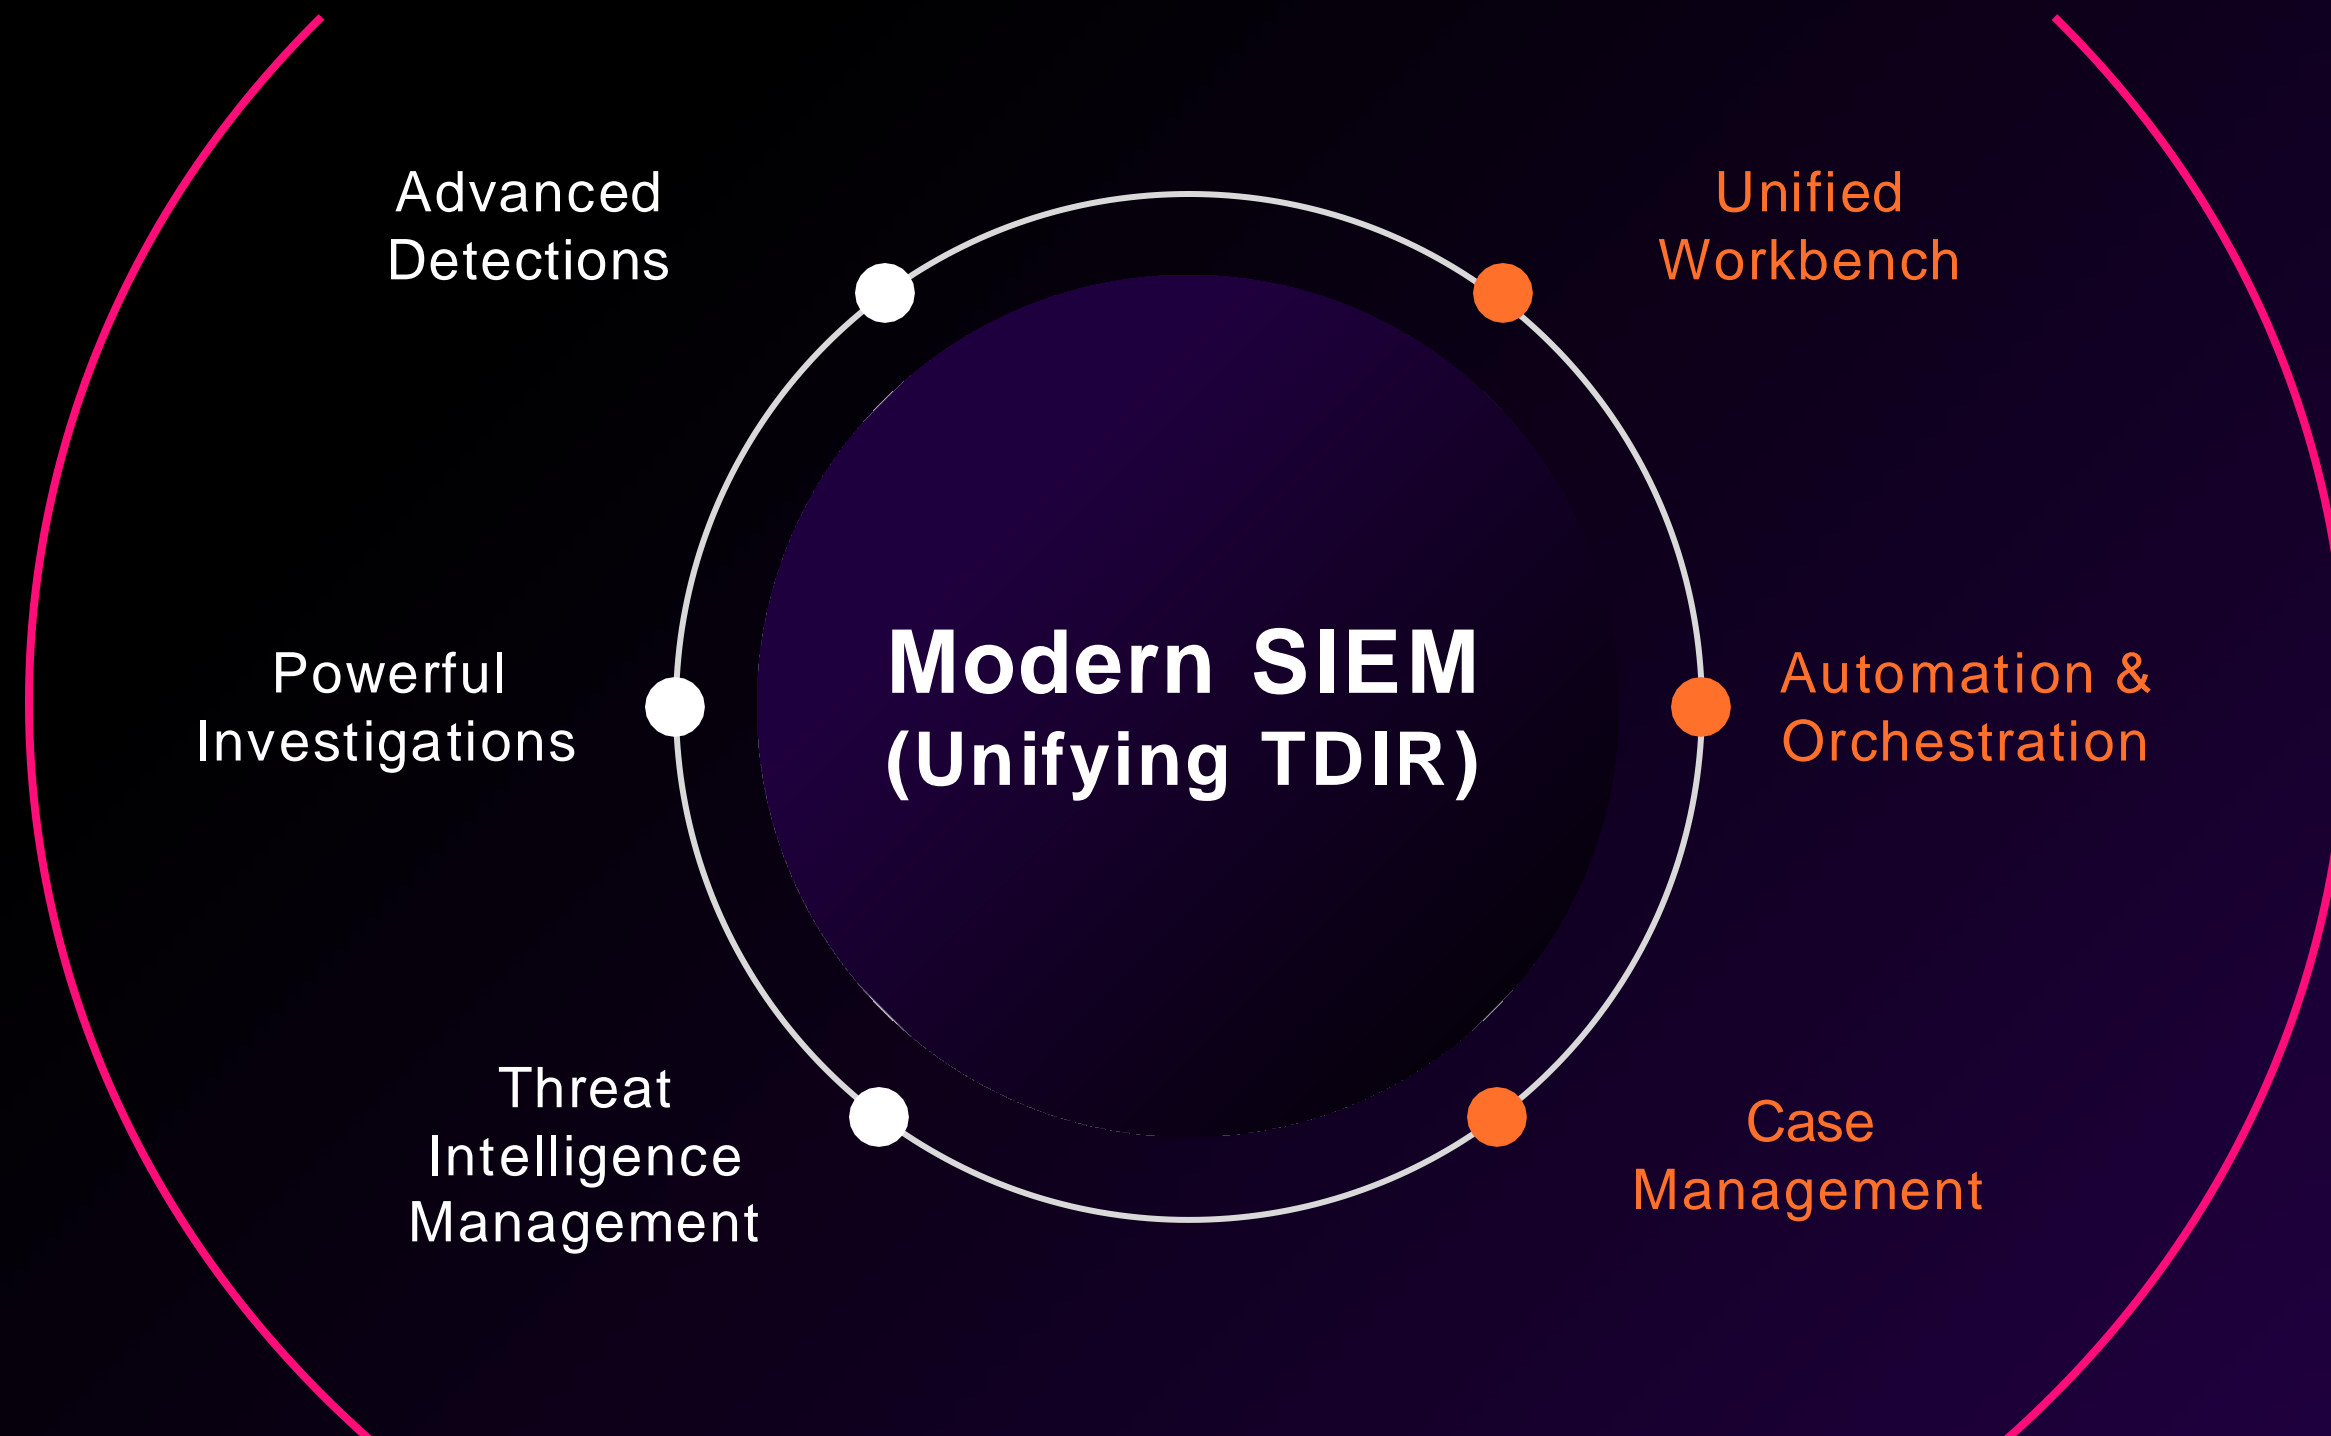 Advanced
Detections
Unified
Workbench
Powerful
Investigations
Modern SIEM
(Unifying TDIR)
Automation &
Orchestration
Threat
Intelligence
Management
Case
Management